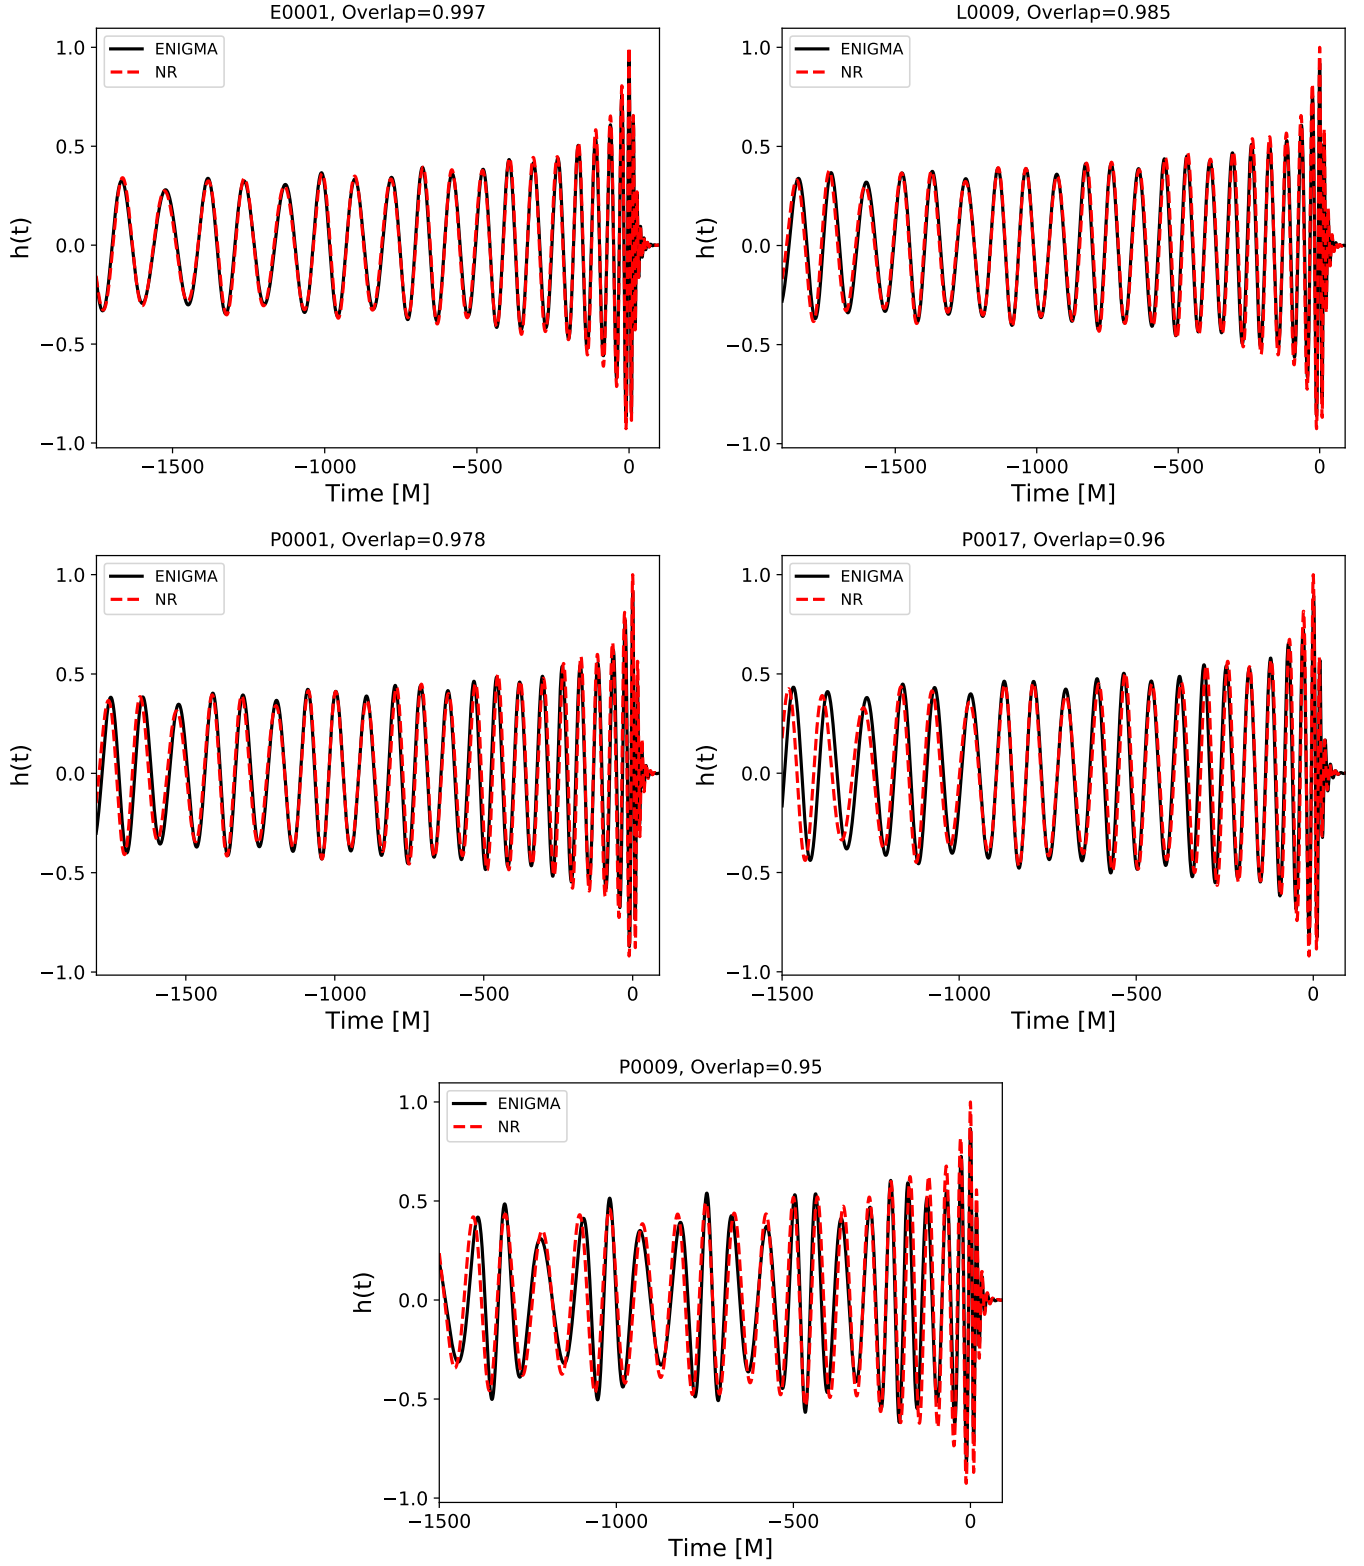 E0001, Overlap=0.997
ENIGMA
NR
1.0
0.5
0.0
−0.5
−1.0
h(t)
−1500
−1000
−500
0
Time [M]
L0009, Overlap=0.985
ENIGMA
NR
1.0
0.5
0.0
−0.5
−1.0
h(t)
−1500
−1000
−500
0
Time [M]
P0001, Overlap=0.978
ENIGMA
NR
1.0
0.5
0.0
−0.5
−1.0
h(t)
−1500
−1000
−500
0
Time [M]
P0017, Overlap=0.96
ENIGMA
NR
1.0
0.5
0.0
−0.5
−1.0
h(t)
−1500
−1000
−500
0
Time [M]
P0009, Overlap=0.95
ENIGMA
NR
1.0
0.5
0.0
−0.5
−1.0
h(t)
−1500
−1000
−500
0
Time [M]